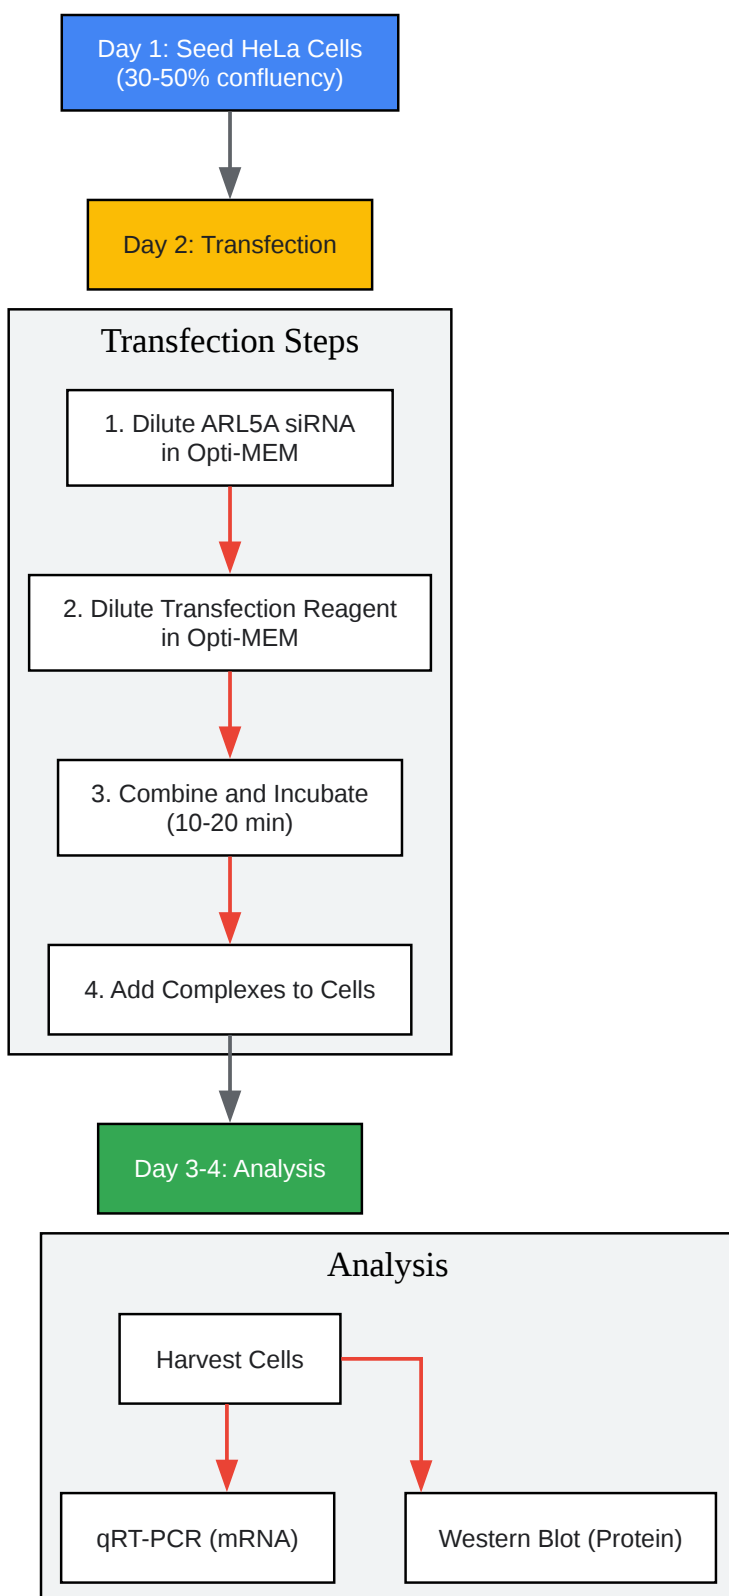 Day 1: Seed HeLa Cells
(30-50% confluency)
Day 2: Transfection
Transfection Steps
1. Dilute ARL5A siRNA
in Opti-MEM
2. Dilute Transfection Reagent
in Opti-MEM
3. Combine and Incubate
(10-20 min)
4. Add Complexes to Cells
Day 3-4: Analysis
Analysis
Harvest Cells
qRT-PCR (mRNA)
Western Blot (Protein)